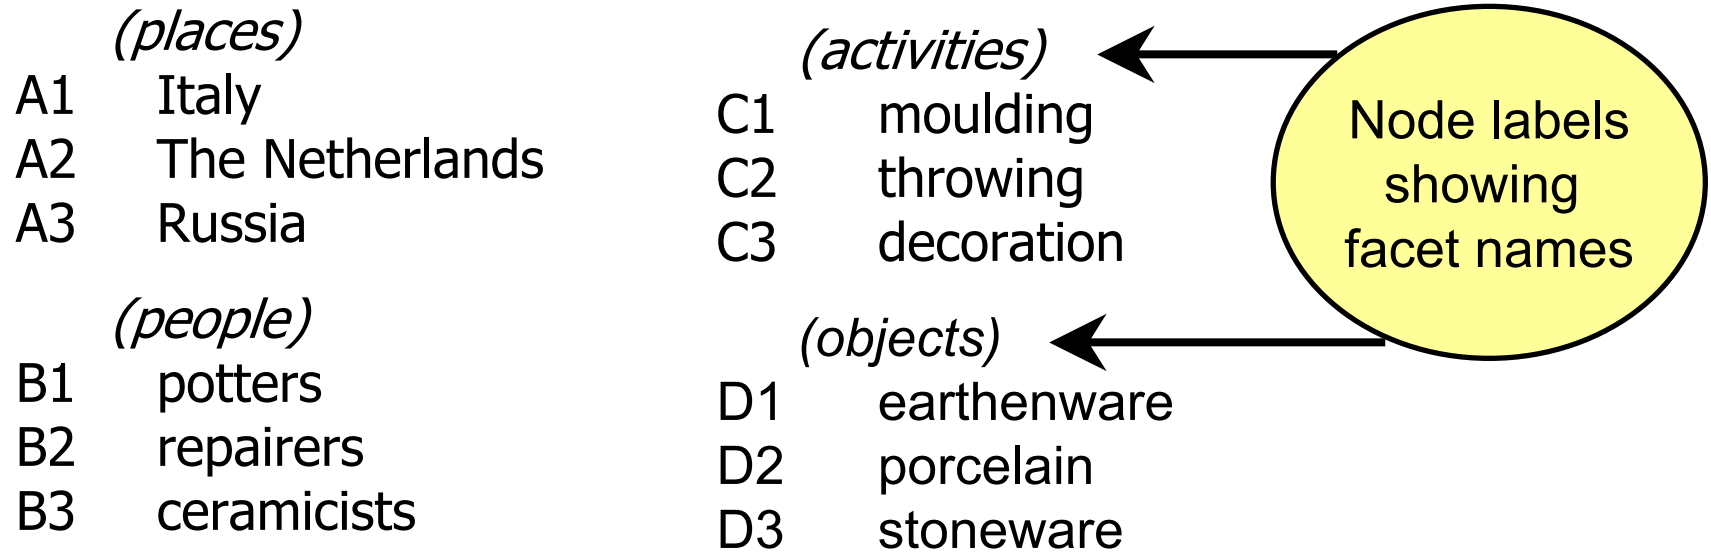 (places)
A1 Italy
A2 The Netherlands
A3 Russia
(people)
B1 potters
B2 repairers
B3 ceramicists
(activities)
C1 moulding
C2 throwing
C3 decoration
(objects)
D1 earthenware
D2 porcelain
D3 stoneware
Node labels
showing
facet names